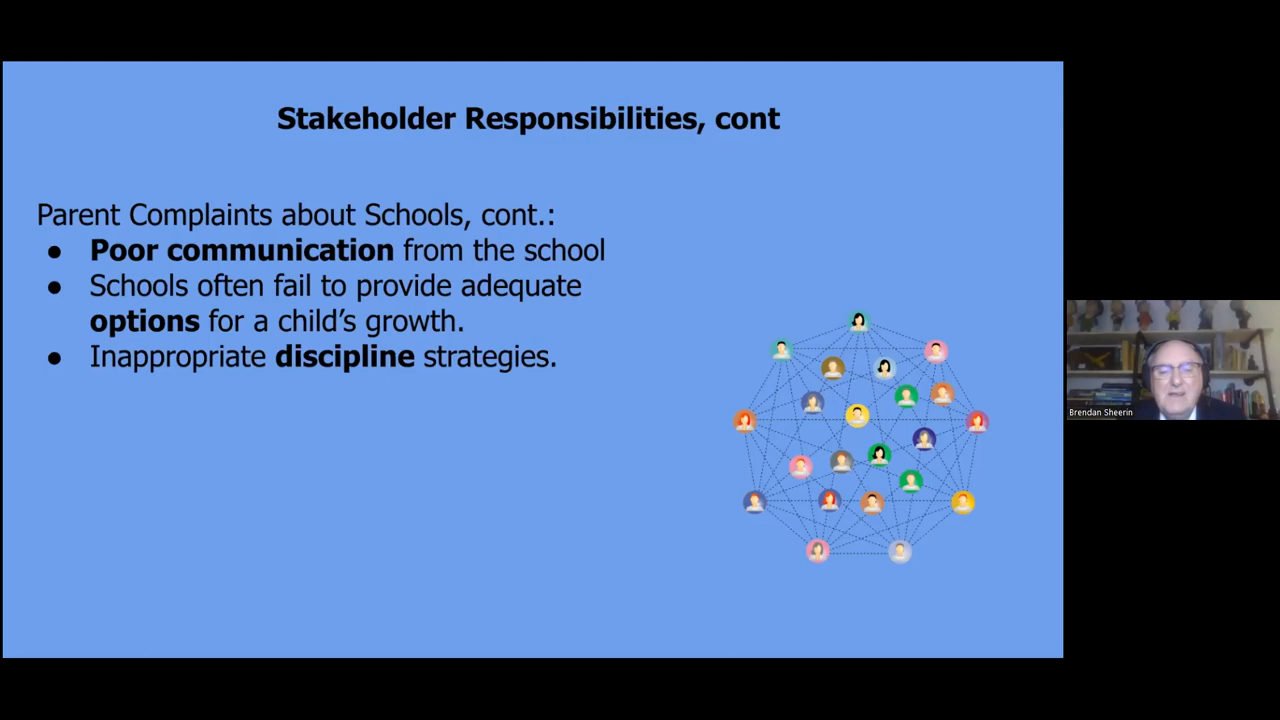 Stakeholder Responsibilities, cont
Parent Complaints about Schools, cont.:
● Poor communication from the school
● Schools often fail to provide adequate
options for a child’s growth.
● Inappropriate discipline strategies.
Brendan Sheerin